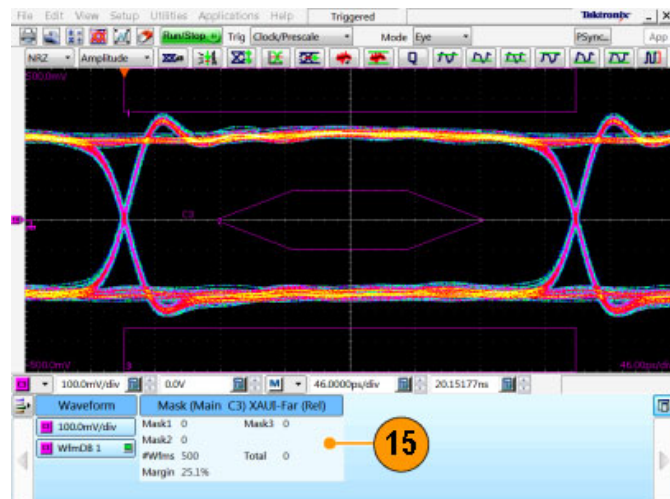 File Edit View Setup Utilities Applications Help Triggered Tektronix
Run/Stop Trig Clock/Prescale Mode Eye PSync... App
NRZ Amplitude
500.0mV
1
C3
3
-500.0mV 46.00ps/div
100.0mV/div 0.0V M 46.0000ps/div 20.15177ns
Waveform Mask (Main C3) XAUI-Far (Rel)
100.0mV/div Mask1 0 Mask3 0
WfmDB 1 Mask2 0
#Wfms 500 Total 0
Margin 25.1%
15